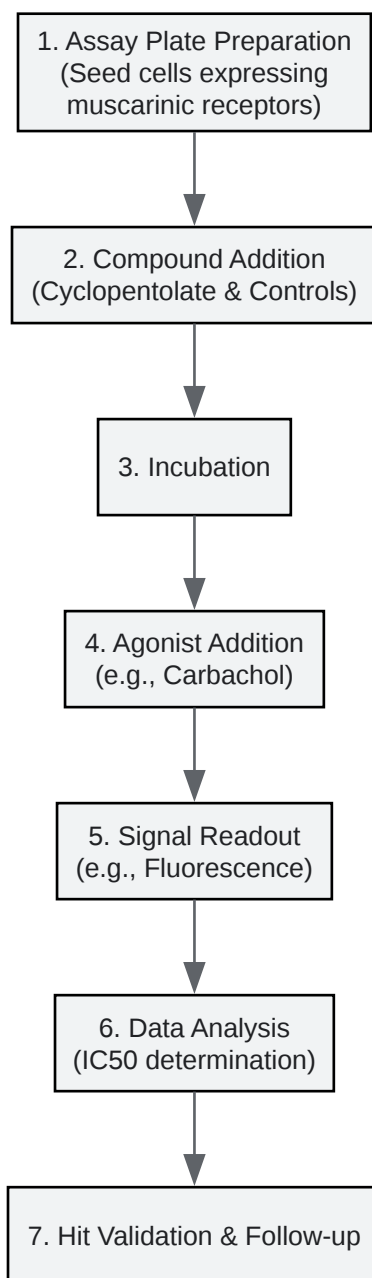 1. Assay Plate Preparation
(Seed cells expressing
muscarinic receptors)
2. Compound Addition
(Cyclopentolate & Controls)
3. Incubation
4. Agonist Addition
(e.g., Carbachol)
5. Signal Readout
(e.g., Fluorescence)
6. Data Analysis
(IC50 determination)
7. Hit Validation & Follow-up